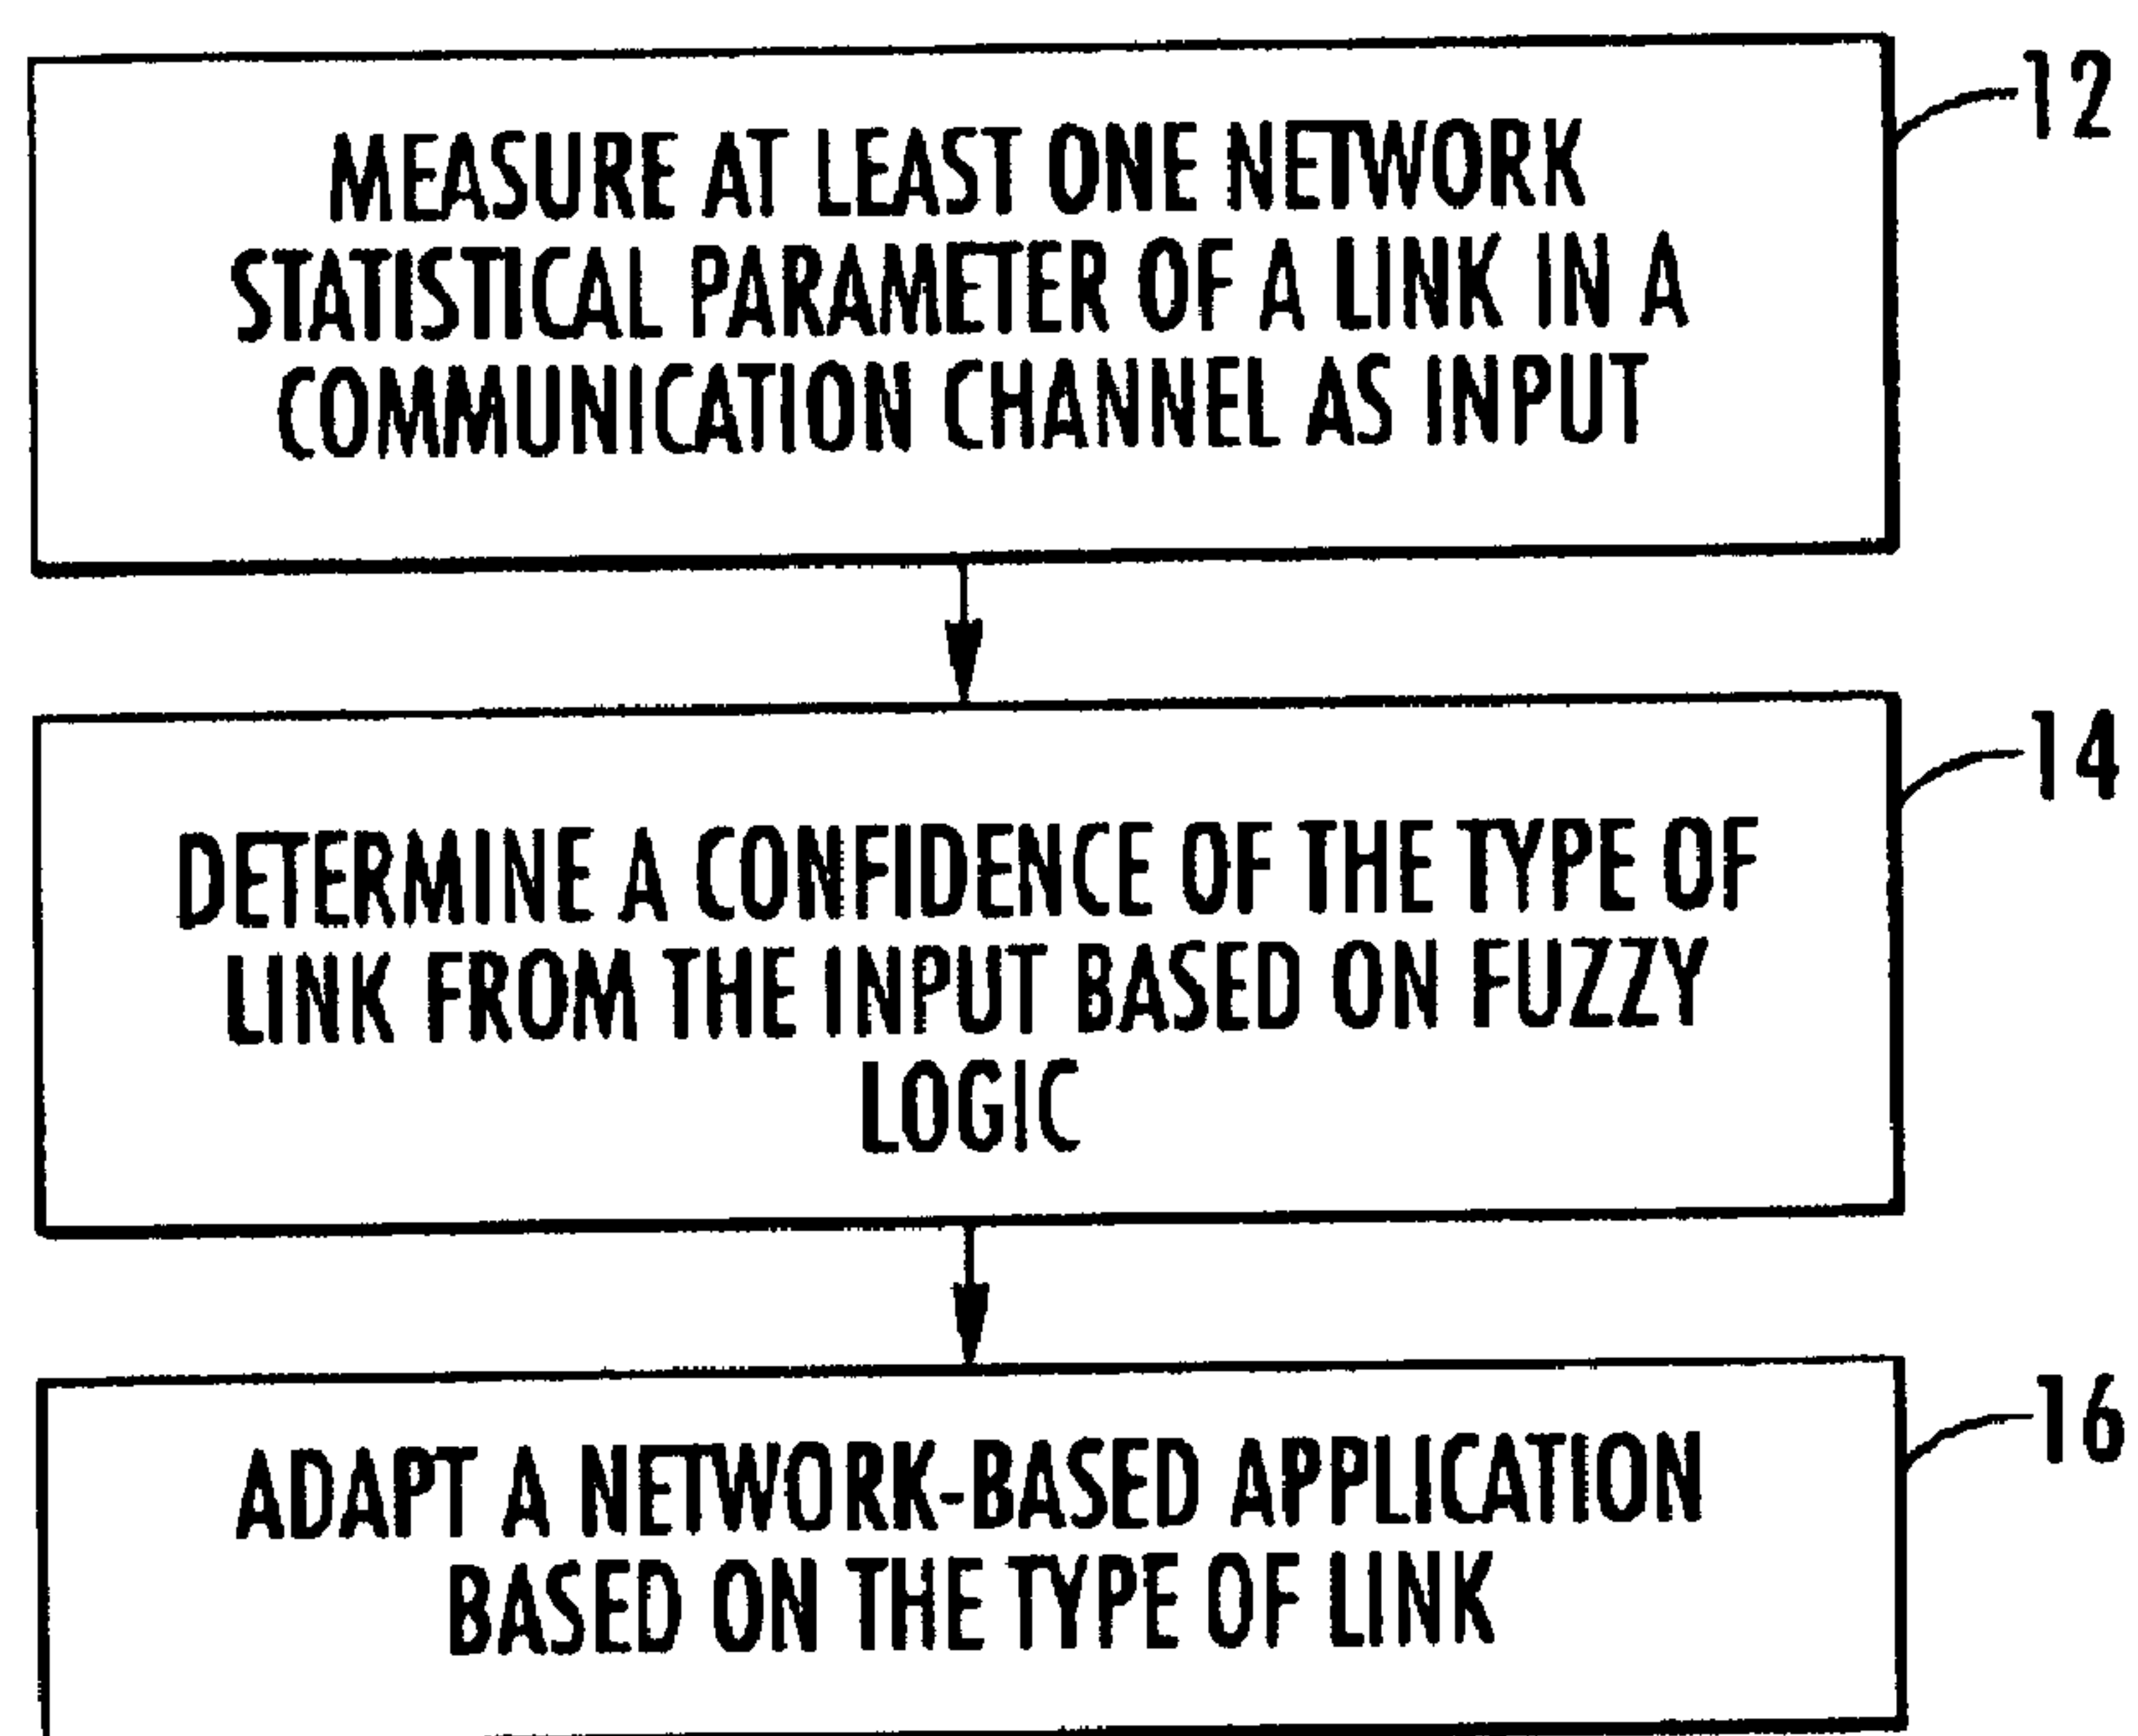 MEASURE AT LEAST ONE NETWORK
STATISTICAL PARAMETER OF A LINK IN A
COMMUNICATION CHANNEL AS INPUT
12
DETERMINE A CONFIDENCE OF THE TYPE OF
LINK FROM THE INPUT BASED ON FUZZY
LOGIC
14
ADAPT A NETWORK-BASED APPLICATION
BASED ON THE TYPE OF LINK
16